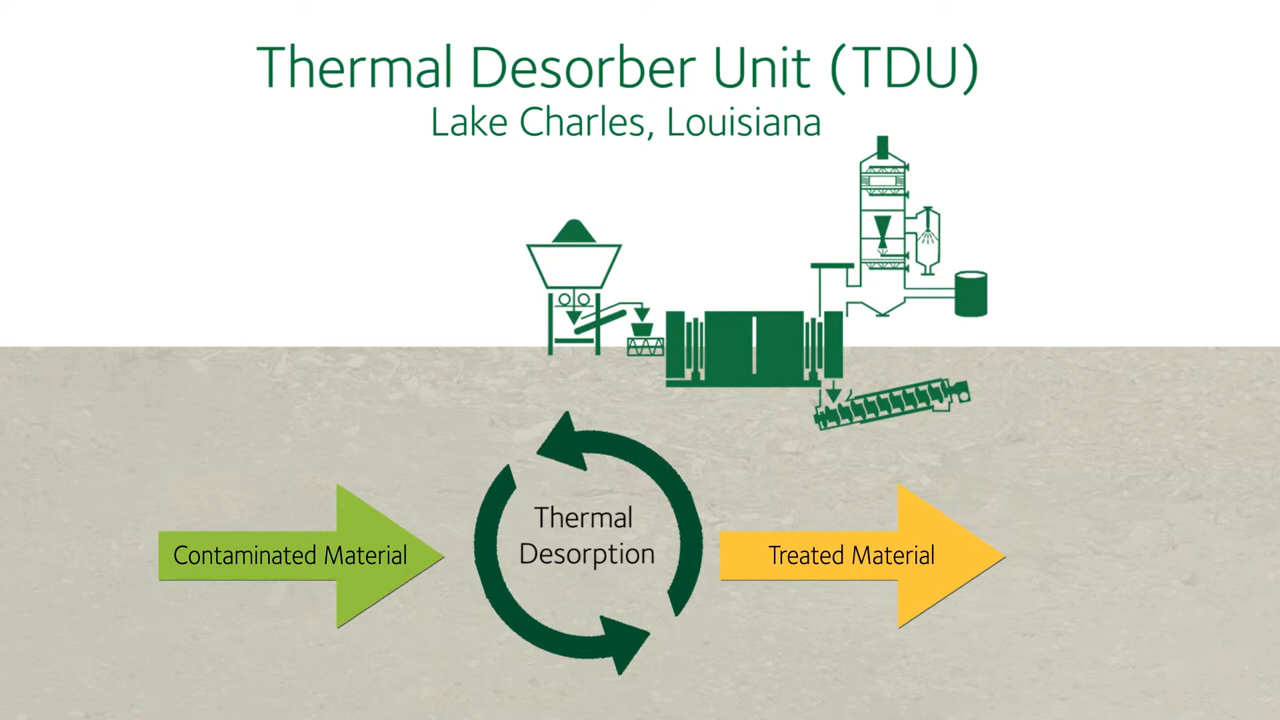 Thermal Desorber Unit (TDU)
Lake Charles, Louisiana
Contaminated Material
Thermal
Desorption
Treated Material